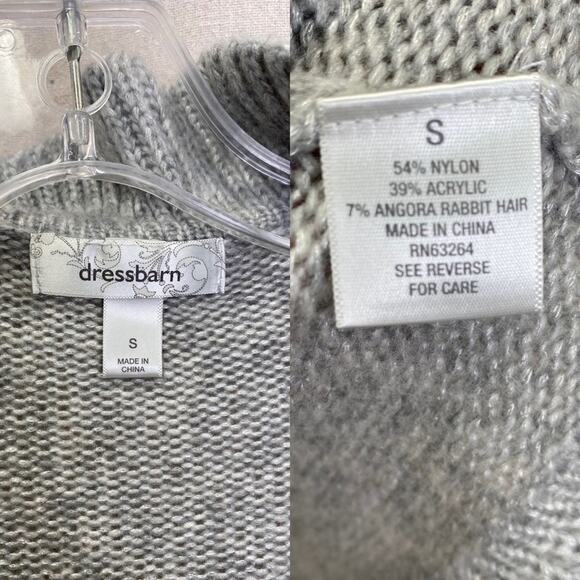 dressbarn
S
MADE IN
CHINA
S
54% NYLON
39% ACRYLIC
7% ANGORA RABBIT HAIR
MADE IN CHINA
RN63264
SEE REVERSE
FOR CARE